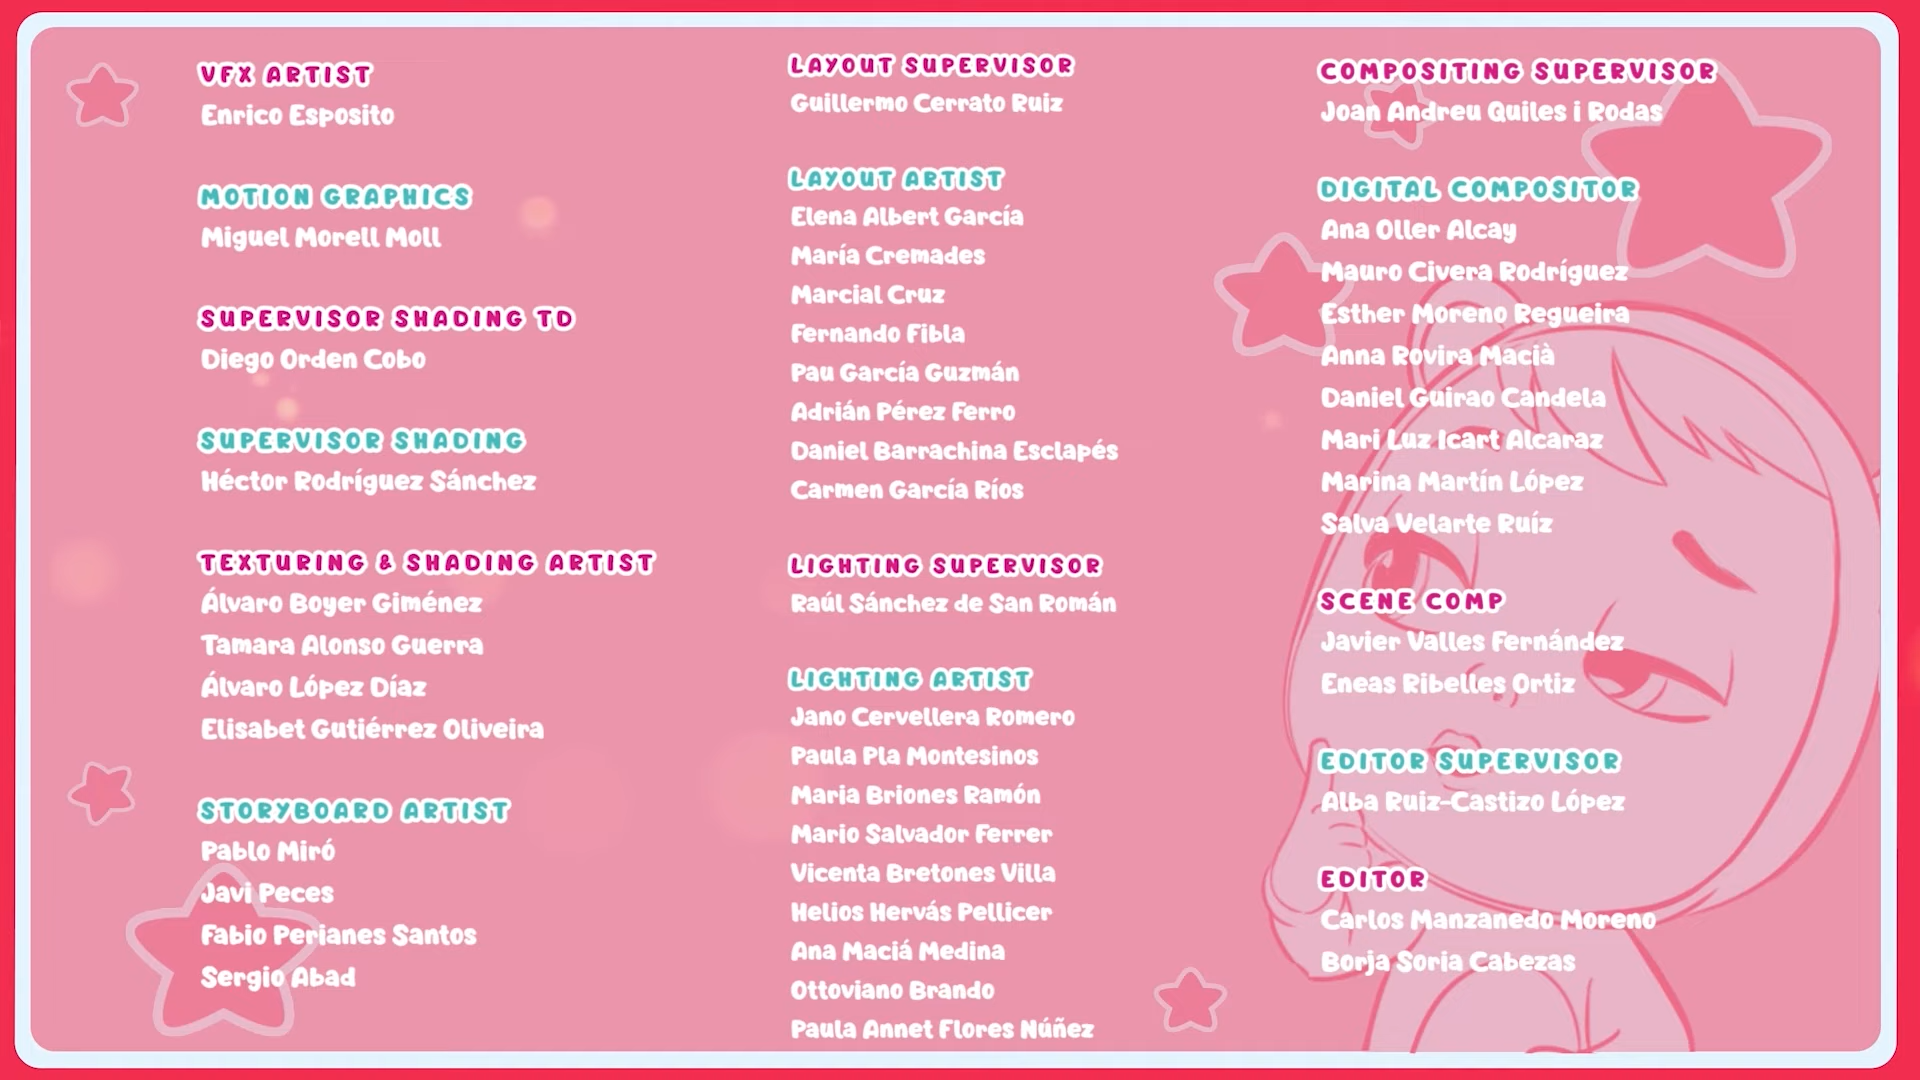 VFX ARTIST
Enrico Esposito
MOTION GRAPHICS
Miguel Morell Moll
SUPERVISOR SHADING TD
Diego Orden Cobo
SUPERVISOR SHADING
Héctor Rodríguez Sánchez
TEXTURING & SHADING ARTIST
Álvaro Boyer Giménez
Tamara Alonso Guerra
Álvaro López Díaz
Elisabet Gutiérrez Oliveira
STORYBOARD ARTIST
Pablo Miró
Javi Peces
Fabio Perianes Santos
Sergio Abad
LAYOUT SUPERVISOR
Guillermo Cerrato Ruiz
LAYOUT ARTIST
Elena Albert García
María Cremades
Marcial Cruz
Fernando Fibla
Pau García Guzmán
Adrián Pérez Ferro
Daniel Barrachina Esclapés
Carmen García Ríos
LIGHTING SUPERVISOR
Raúl Sánchez de San Román
LIGHTING ARTIST
Jano Cervellera Romero
Paula Pla Montesinos
Maria Briones Ramón
Mario Salvador Ferrer
Vicenta Bretones Villa
Helios Hervás Pellicer
Ana Maciá Medina
Ottoviano Brando
Paula Annet Flores Núñez
COMPOSITING SUPERVISOR
Joan Andreu Quiles i Rodas
DIGITAL COMPOSITOR
Ana Oller Alcay
Mauro Civera Rodríguez
Esther Moreno Regueira
Anna Rovira Macià
Daniel Guirao Candela
Mari Luz Icart Alcaraz
Marina Martín López
Salva Velarte Ruíz
SCENE COMP
Javier Valles Fernández
Eneas Ribelles Ortiz
EDITOR SUPERVISOR
Alba Ruiz-Castizo López
EDITOR
Carlos Manzanedo Moreno
Borja Soria Cabezas